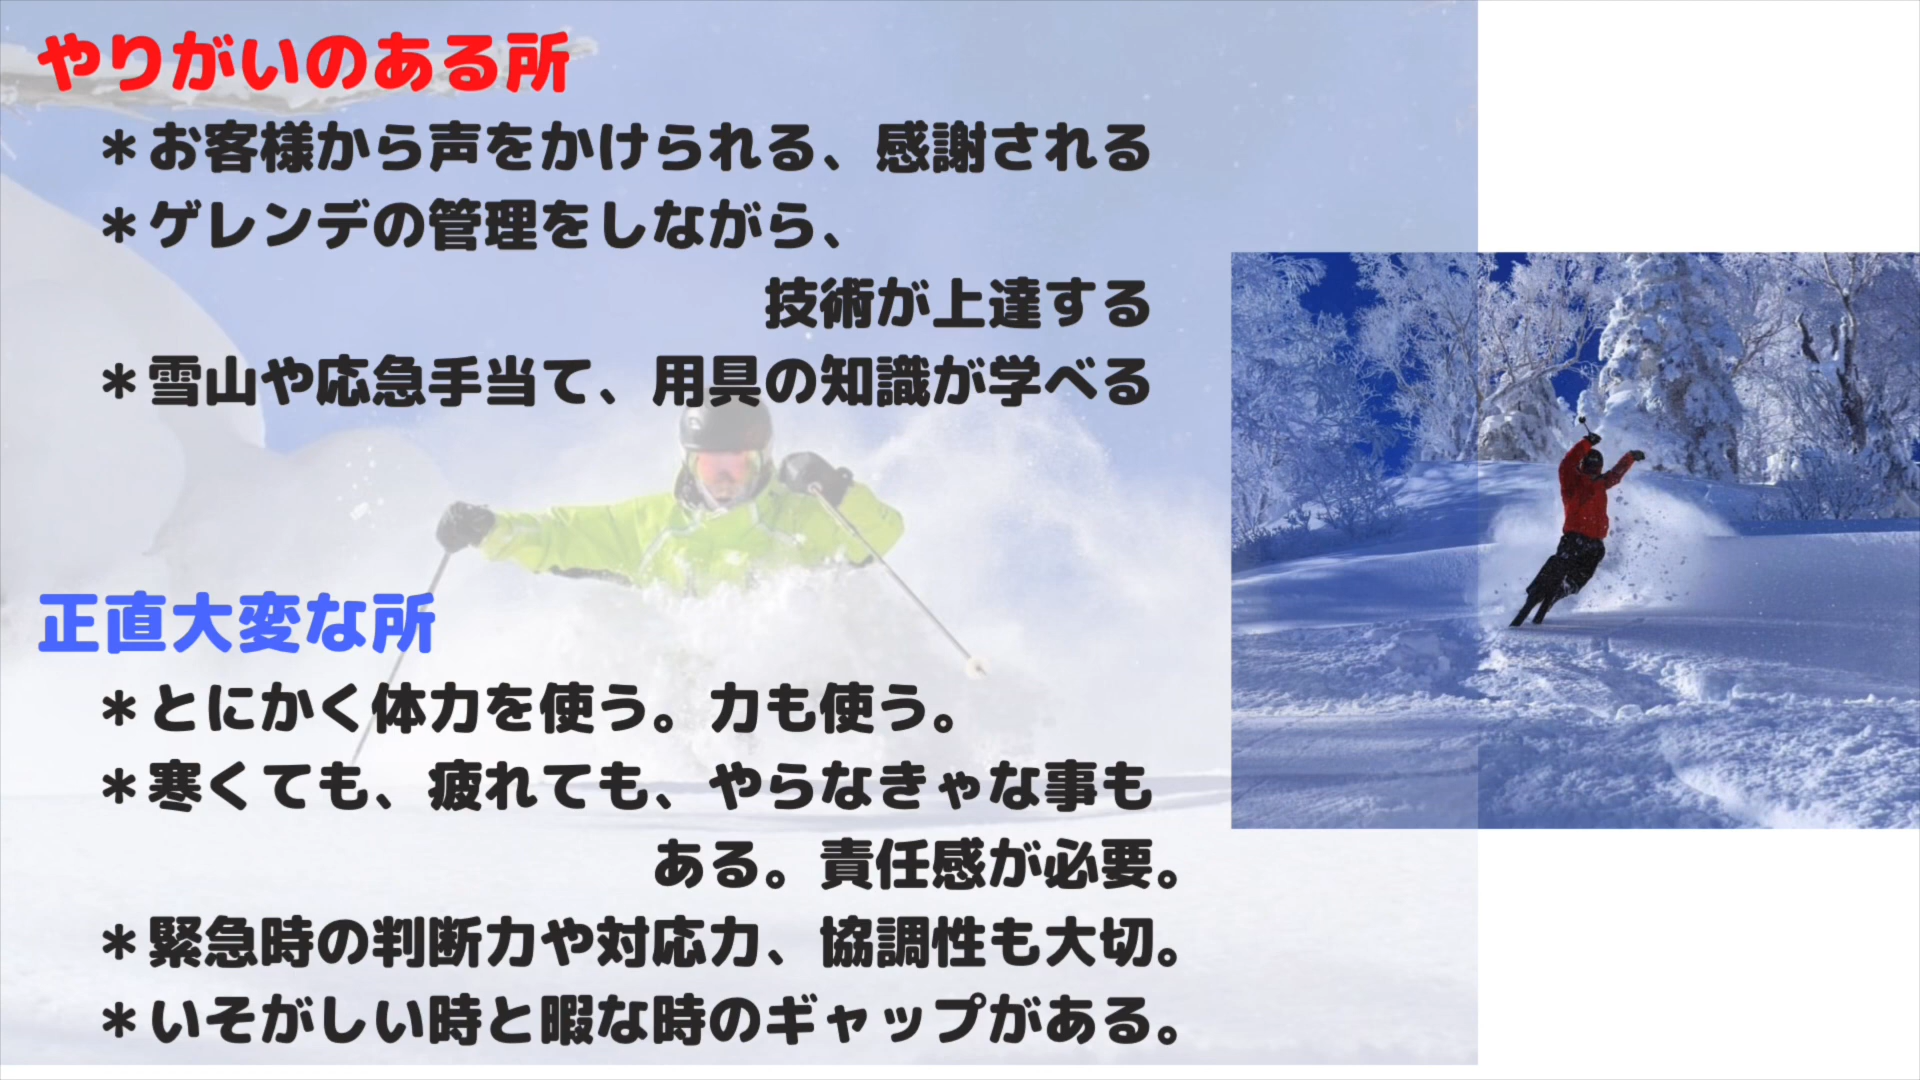 やりがいのある所
＊お客様から声をかけられる、感謝される
＊ゲレンデの管理をしながら、
技術が上達する
＊雪山や応急手当て、用具の知識が学べる
正直大変な所
＊とにかく体力を使う。力も使う。
＊寒くても、疲れても、やらなきゃな事も
ある。責任感が必要。
＊緊急時の判断力や対応力、協調性も大切。
＊いそがしい時と暇な時のギャップがある。